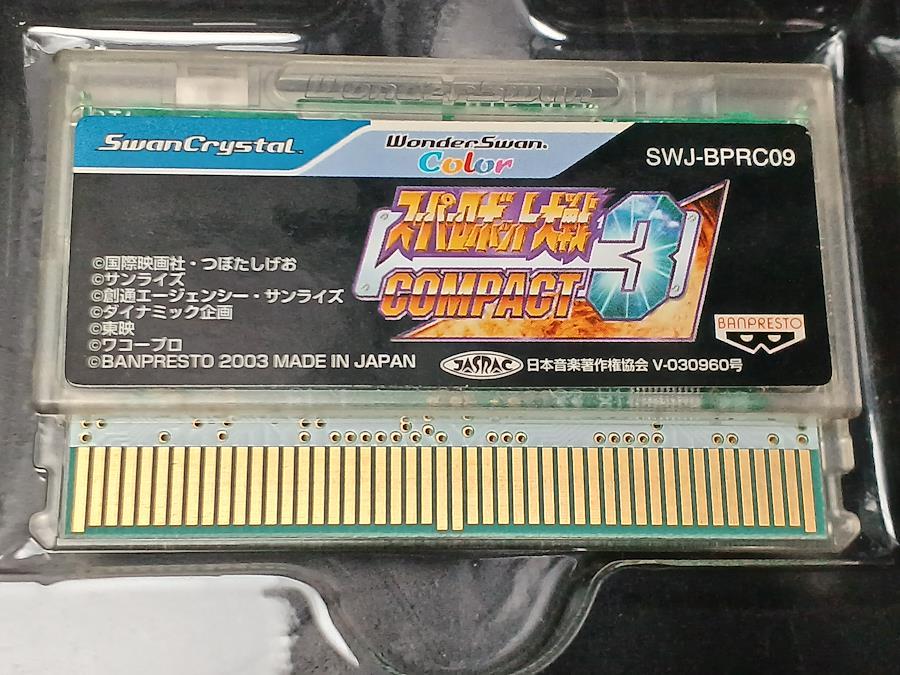 WonderSwan
SwanCrystal
WonderSwan
Color
SWJ-BPRC09
スーパーロボット大戦
COMPACT 3
BANPRESTO
©国際映画社・つぼたしげお
©サンライズ
©創通エージェンシー・サンライズ
©ダイナミック企画
©東映
©ワコープロ
©BANPRESTO 2003 MADE IN JAPAN
JASRAC
日本音楽著作権協会 V-030960号